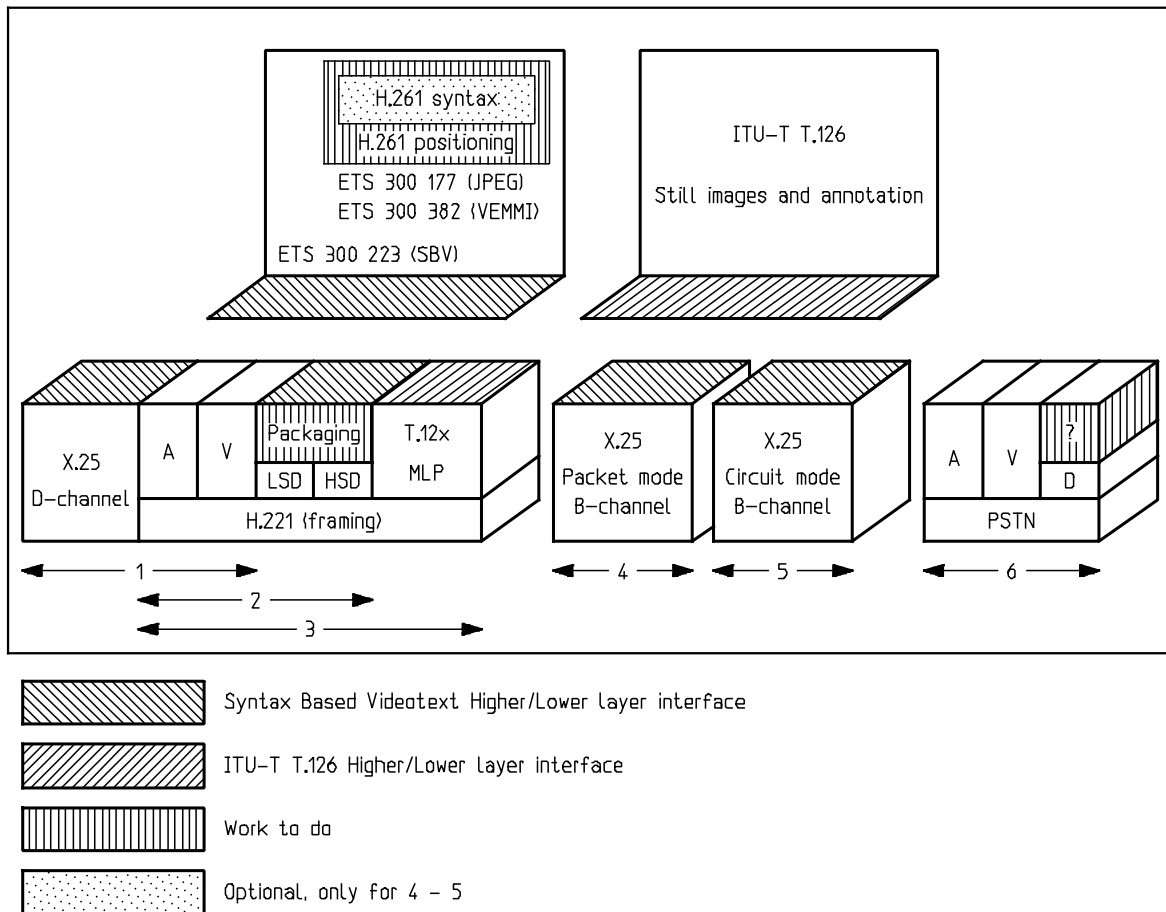 H.261 syntax
H.261 positioning
ETS 300 177 (JPEG)
ETS 300 382 (VEMMI)
ETS 300 223 (SBV)
ITU-T T.126
Still images and annotation
X.25
D-channel
A
V
Packaging
LSD
HSD
T.12x
MLP
H.221 (framing)
X.25
Packet mode
B-channel
X.25
Circuit mode
B-channel
A
V
?
D
PSTN
1
2
3
4
5
6
Syntax Based Videotext Higher/Lower layer interface
ITU-T T.126 Higher/Lower layer interface
Work to do
Optional, only for 4 - 5